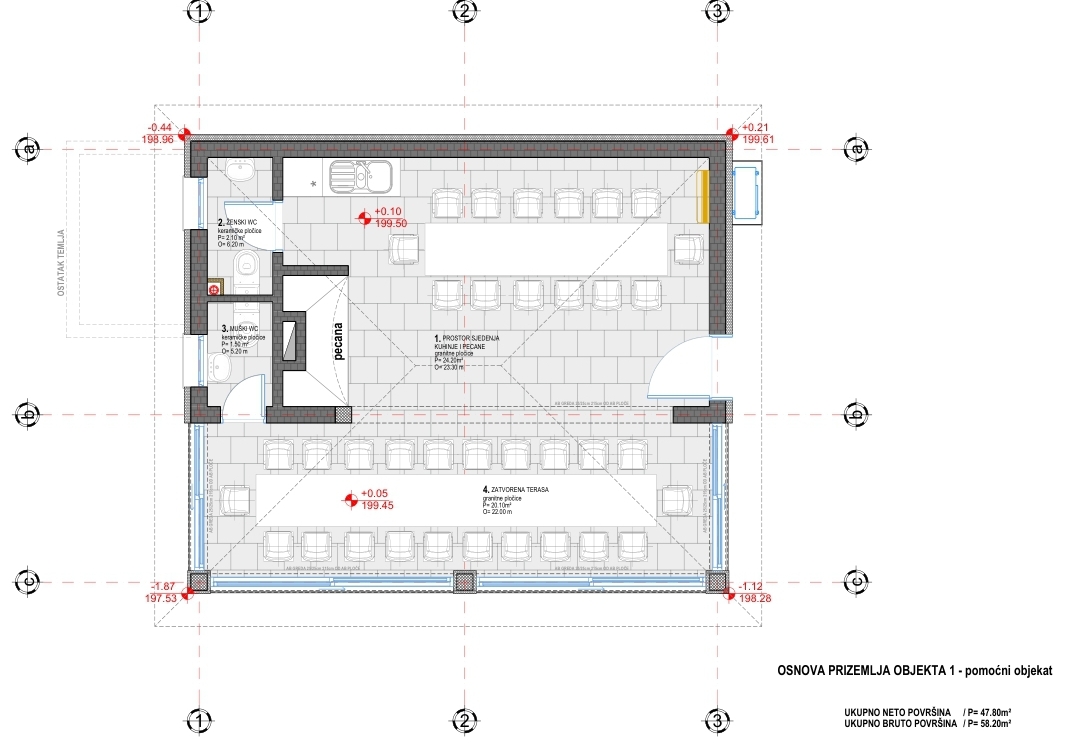 1
2
3
-0.44
198.96
+0.21
199.61
a
a
+0.10
199.50
2. ŽENSKI WC
keramičke pločice
P= 2.10 m²
O= 6.20 m
OSTATAK TEMLJA
3. MUŠKI WC
keramičke pločice
P= 1.50 m²
O= 5.20 m
pecana
1. PROSTOR SJEDENJA
KUHINJE I PECANE
granitne pločice
P= 24.20m²
O= 23.30 m
b
b
+0.05
199.45
4. ZATVORENA TERASA
granitne pločice
P= 20.10m²
O= 22.00 m
c
c
-1.87
197.53
-1.12
198.28
OSNOVA PRIZEMLJA OBJEKTA 1 - pomoćni objekat
1
2
3
UKUPNO NETO POVRŠINA / P= 47.80m²
UKUPNO BRUTO POVRŠINA / P= 58.20m²